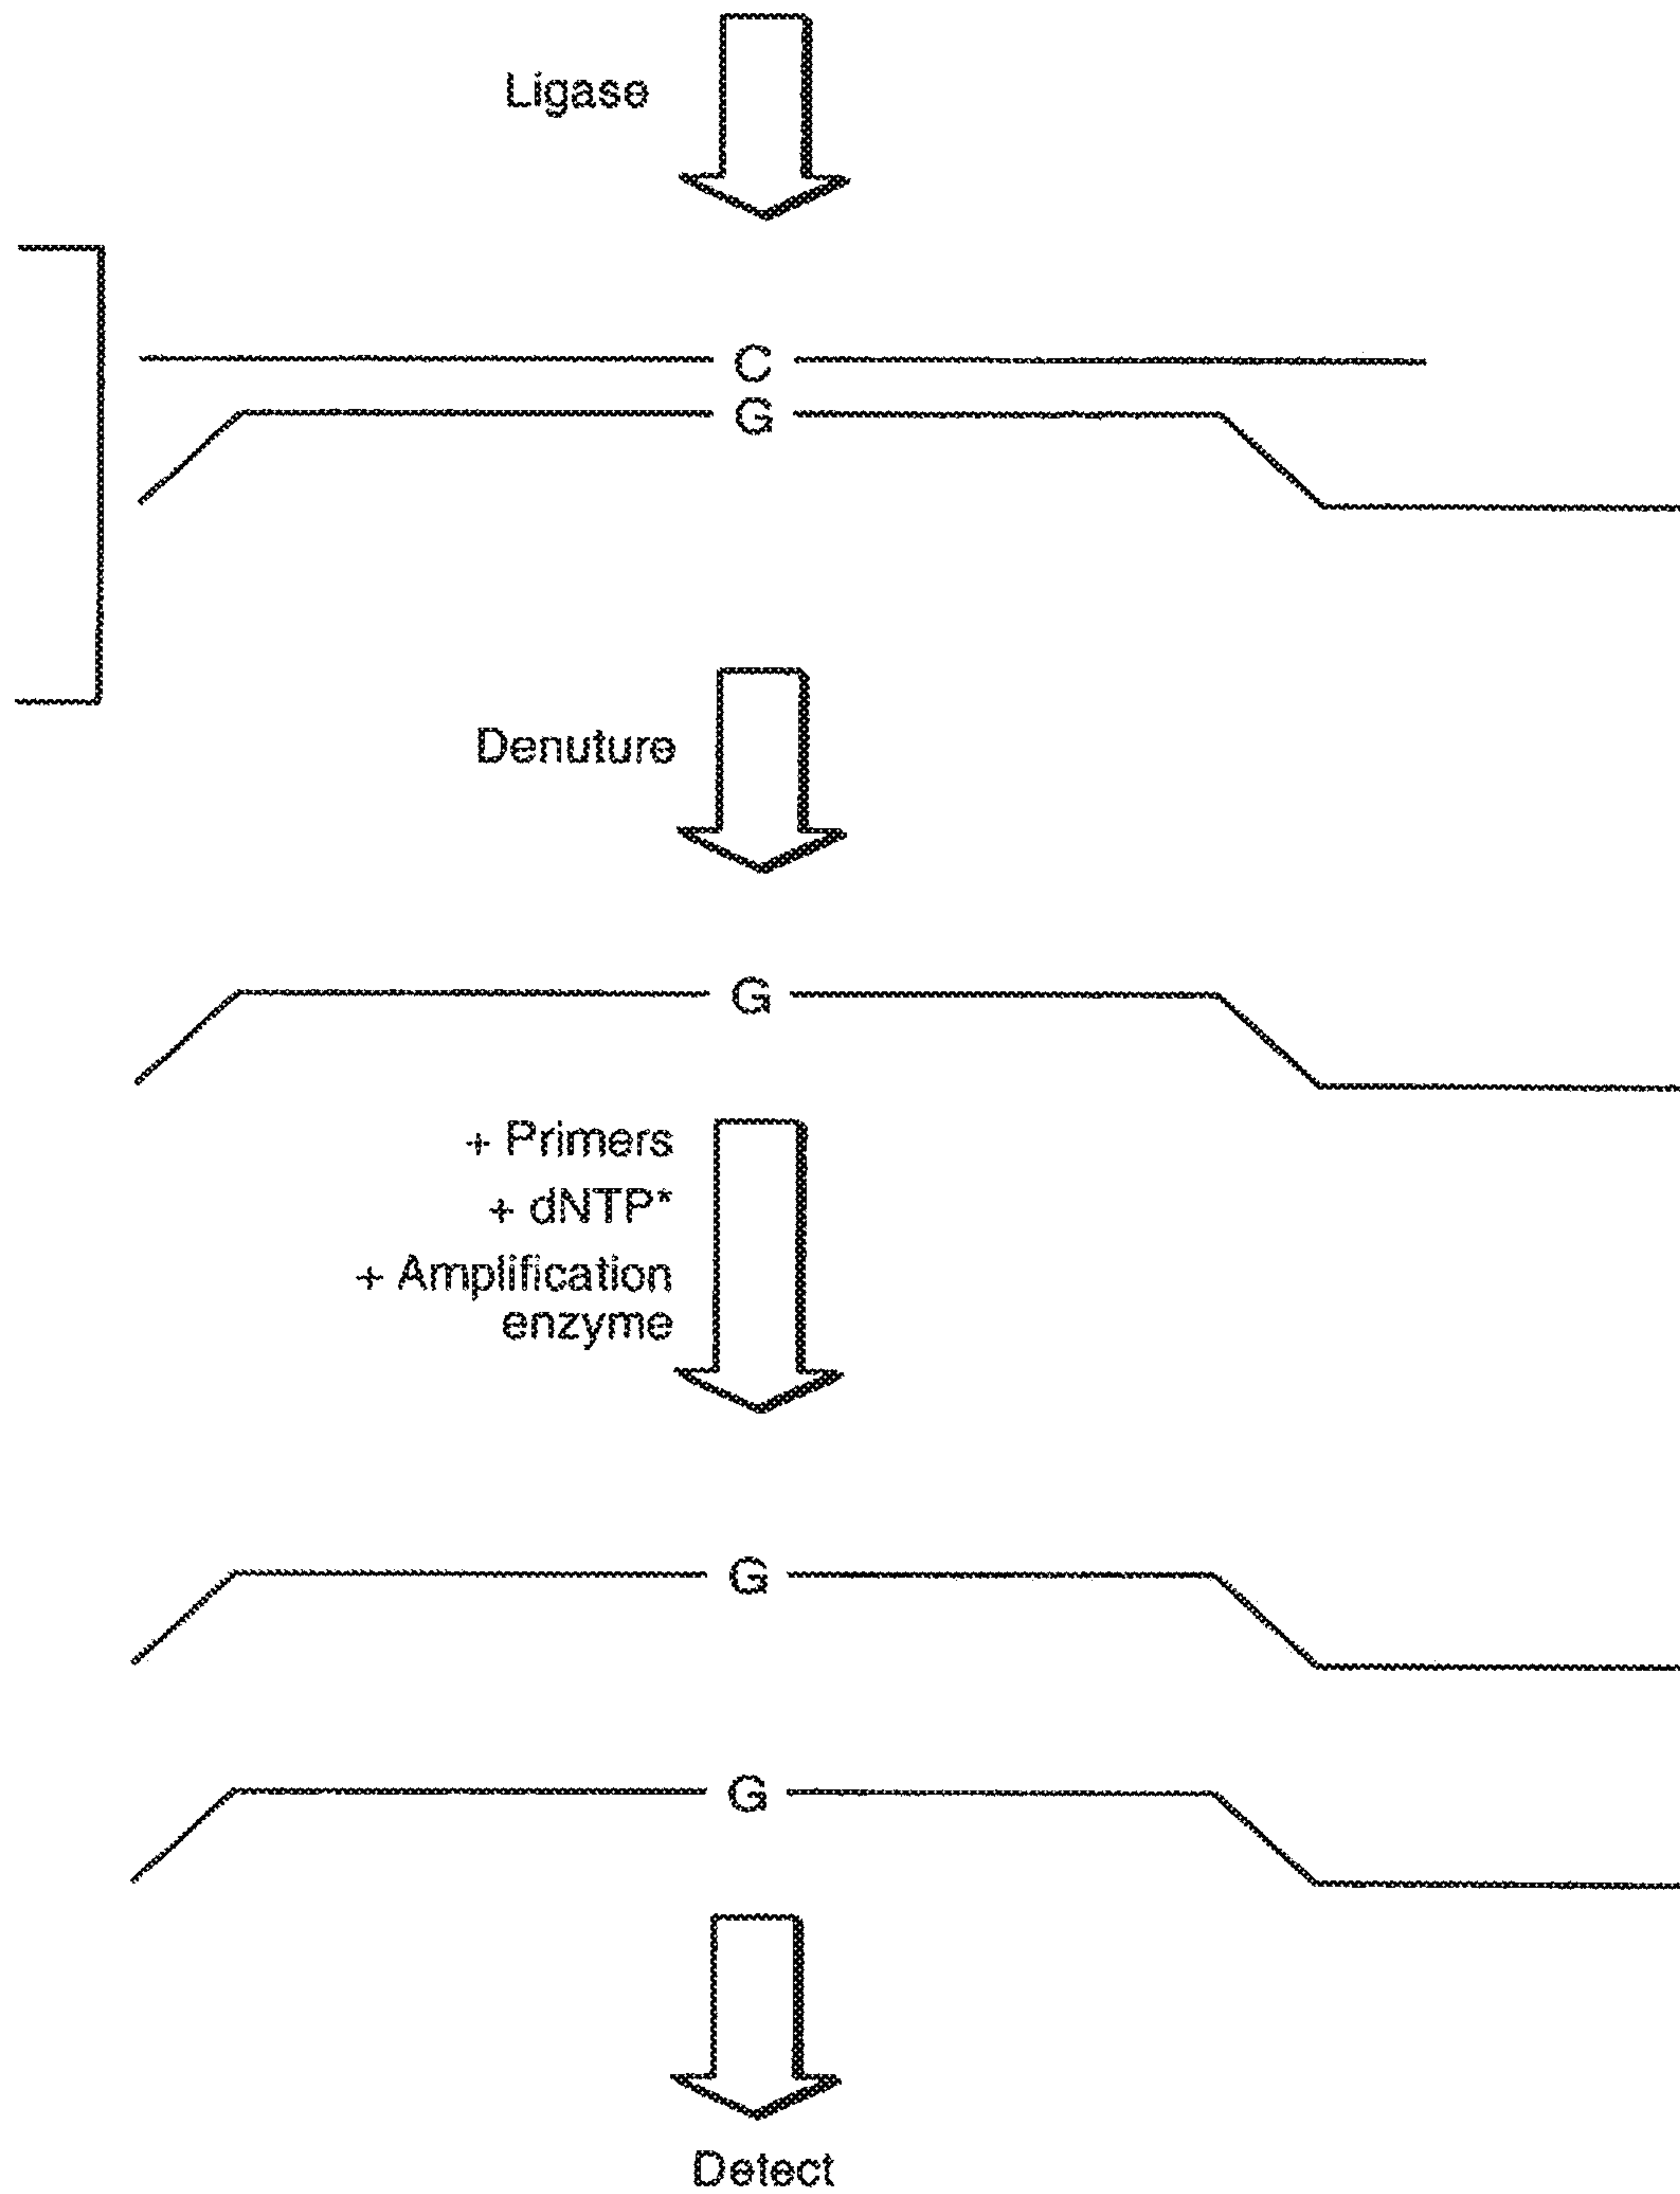 Ligase
C
G
Denuture
G
+ Primers
+ dNTP*
+ Amplification
enzyme
G
G
Detect